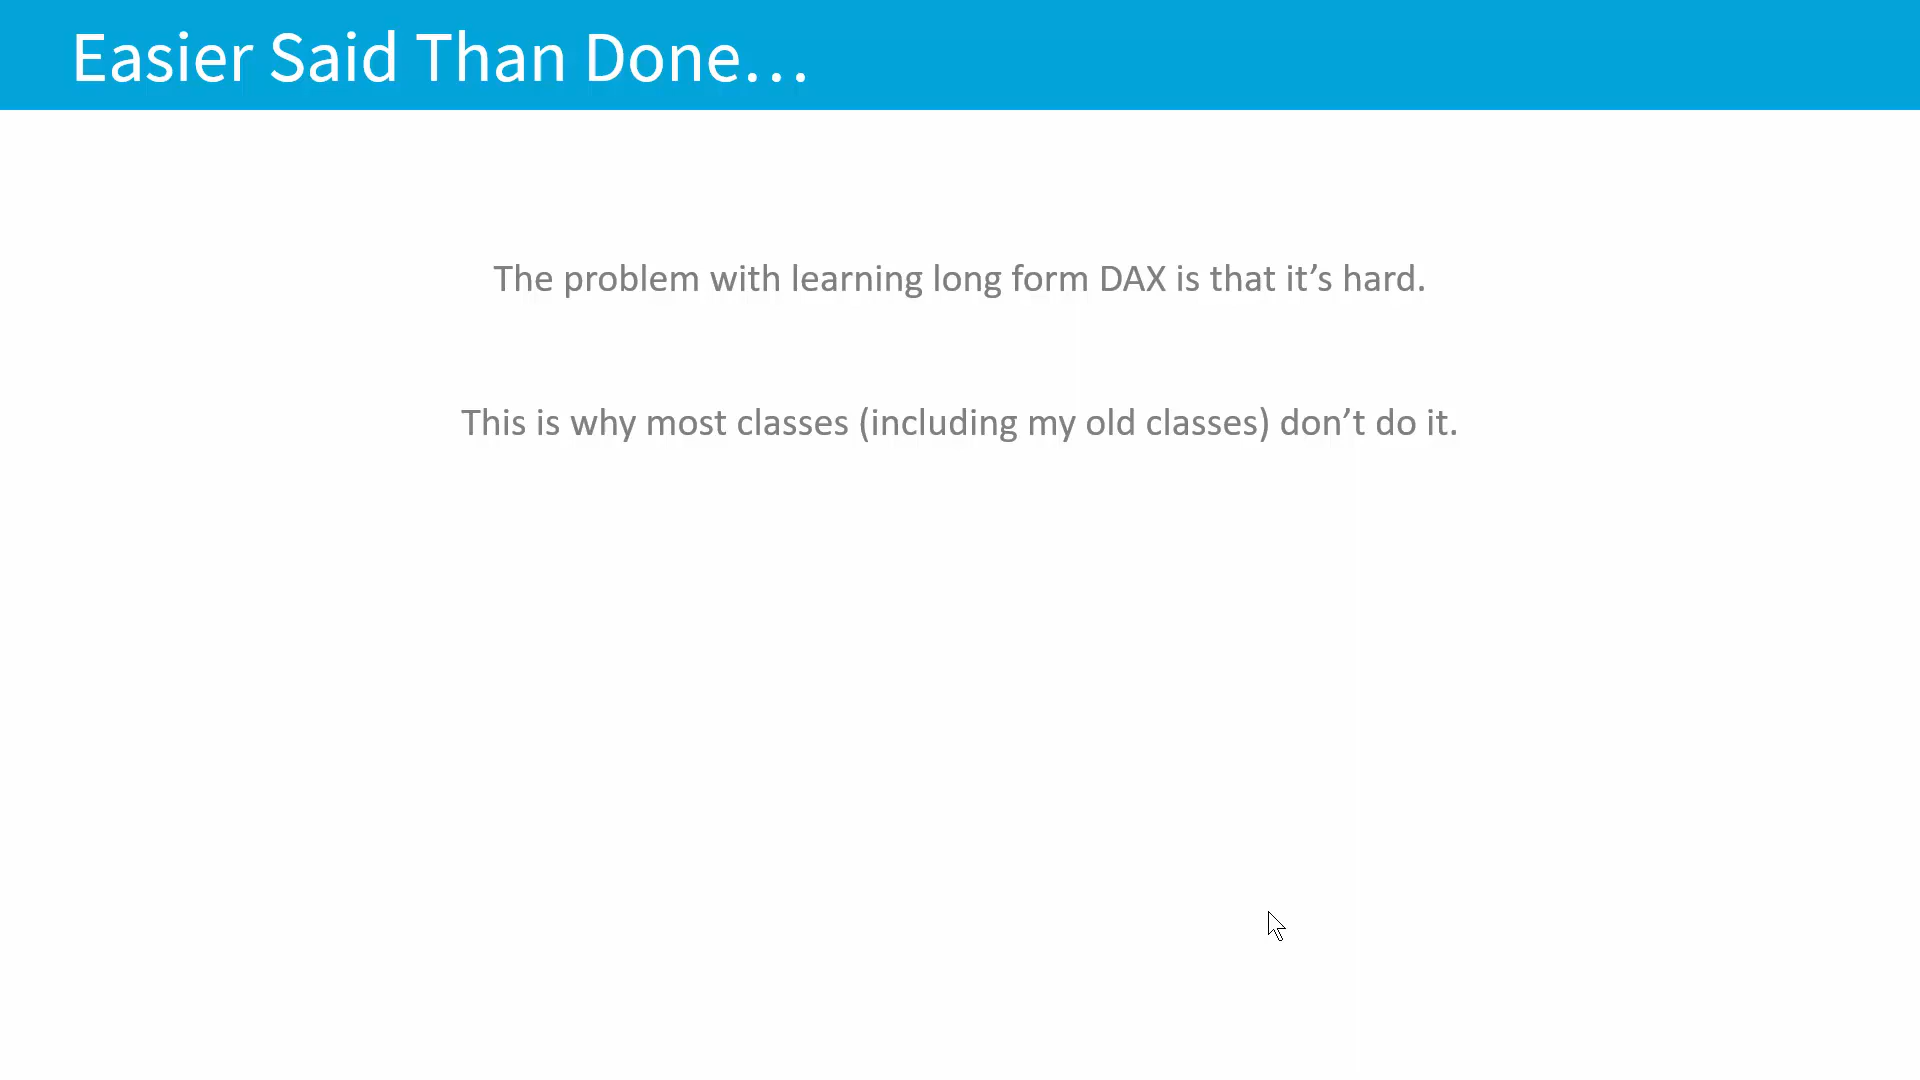 Easier Said Than Done…
The problem with learning long form DAX is that it’s hard.
This is why most classes (including my old classes) don’t do it.